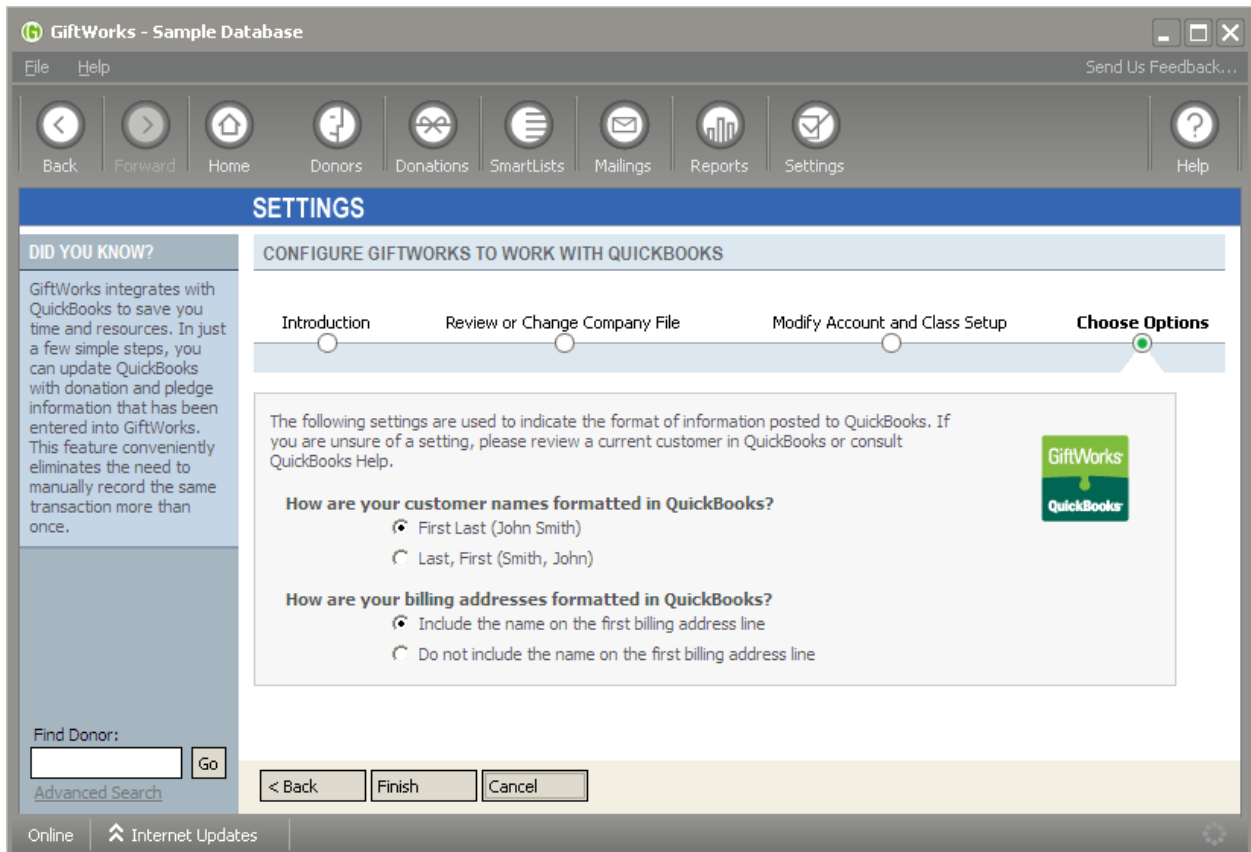 GiftWorks - Sample Database
File Help Send Us Feedback...
Back Forward Home Donors Donations SmartLists Mailings Reports Settings Help
SETTINGS
DID YOU KNOW?
GiftWorks integrates with
QuickBooks to save you
time and resources. In just
a few simple steps, you
can update QuickBooks
with donation and pledge
information that has been
entered into GiftWorks.
This feature conveniently
eliminates the need to
manually record the same
transaction more than
once.
Find Donor:
Go
Advanced Search
CONFIGURE GIFTWORKS TO WORK WITH QUICKBOOKS
Introduction Review or Change Company File Modify Account and Class Setup Choose Options
The following settings are used to indicate the format of information posted to QuickBooks. If
you are unsure of a setting, please review a current customer in QuickBooks or consult
QuickBooks Help.
GiftWorks
QuickBooks
How are your customer names formatted in QuickBooks?
First Last (John Smith)
Last, First (Smith, John)
How are your billing addresses formatted in QuickBooks?
Include the name on the first billing address line
Do not include the name on the first billing address line
< Back Finish Cancel
Online Internet Updates